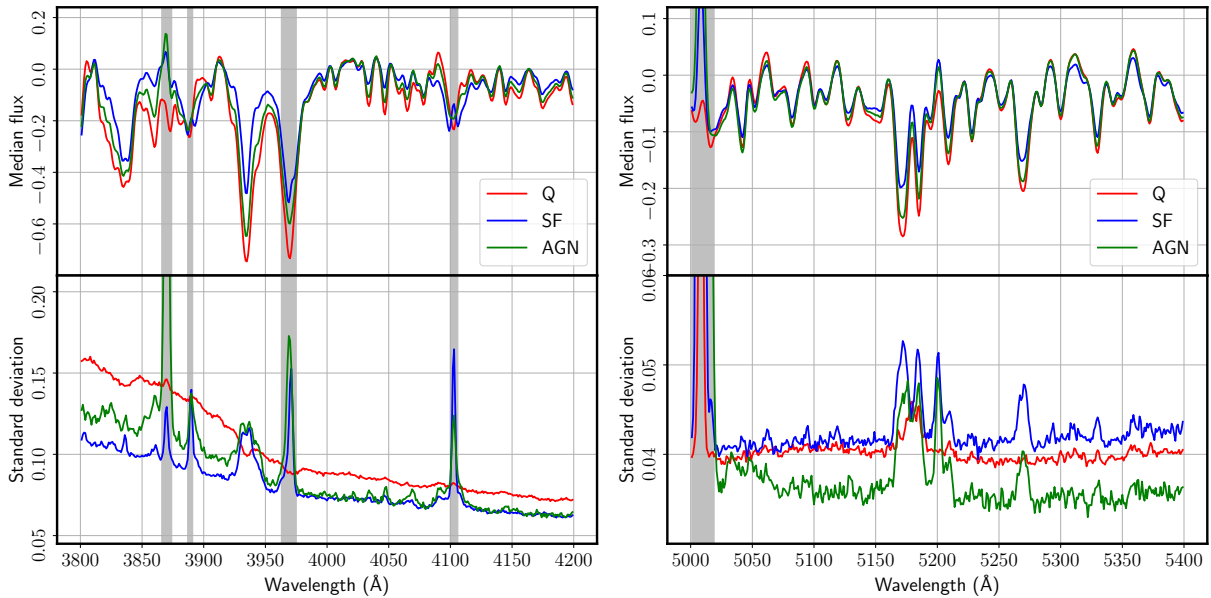 0.2
0.0
−0.2
−0.4
−0.6
Median flux
Q
SF
AGN
0.20
0.15
0.10
0.05
Standard deviation
3800 3850 3900 3950 4000 4050 4100 4150 4200
Wavelength (Å)
0.1
0.0
−0.1
−0.2
−0.3
Median flux
Q
SF
AGN
0.06
0.05
0.04
Standard deviation
5000 5050 5100 5150 5200 5250 5300 5350 5400
Wavelength (Å)